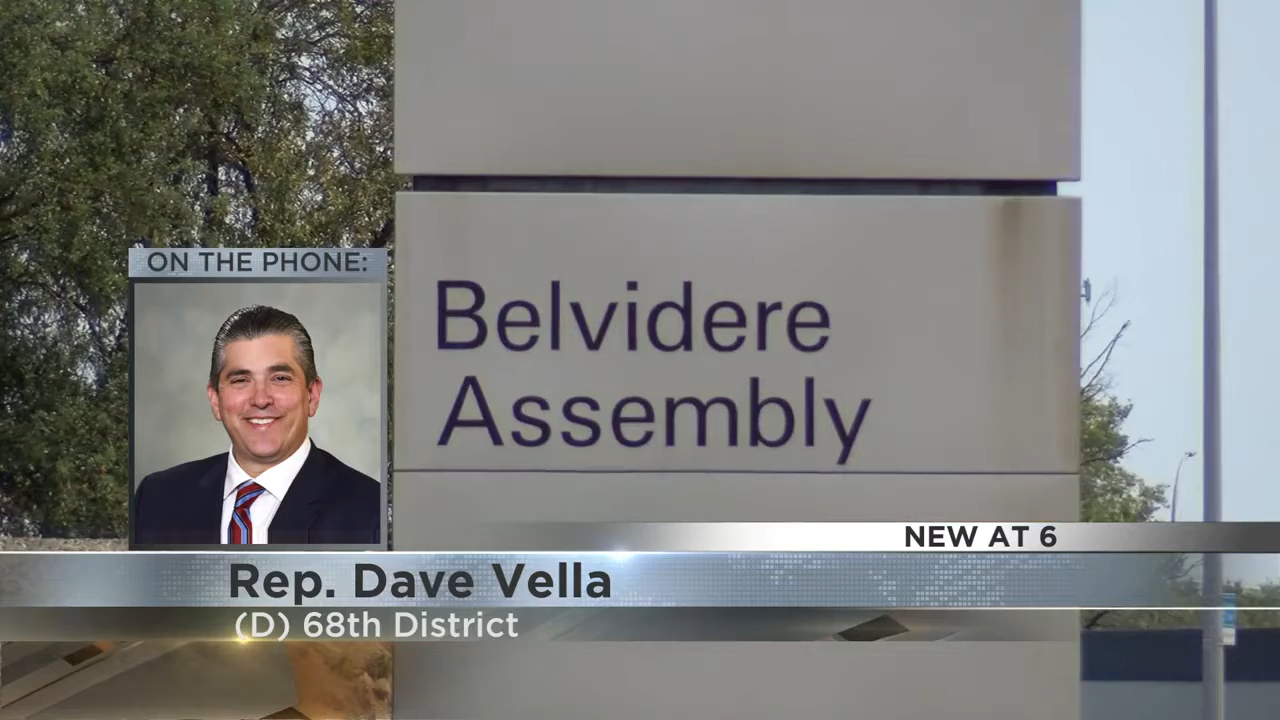 ON THE PHONE:
Belvidere
Assembly
NEW AT 6
Rep. Dave Vella
(D) 68th District